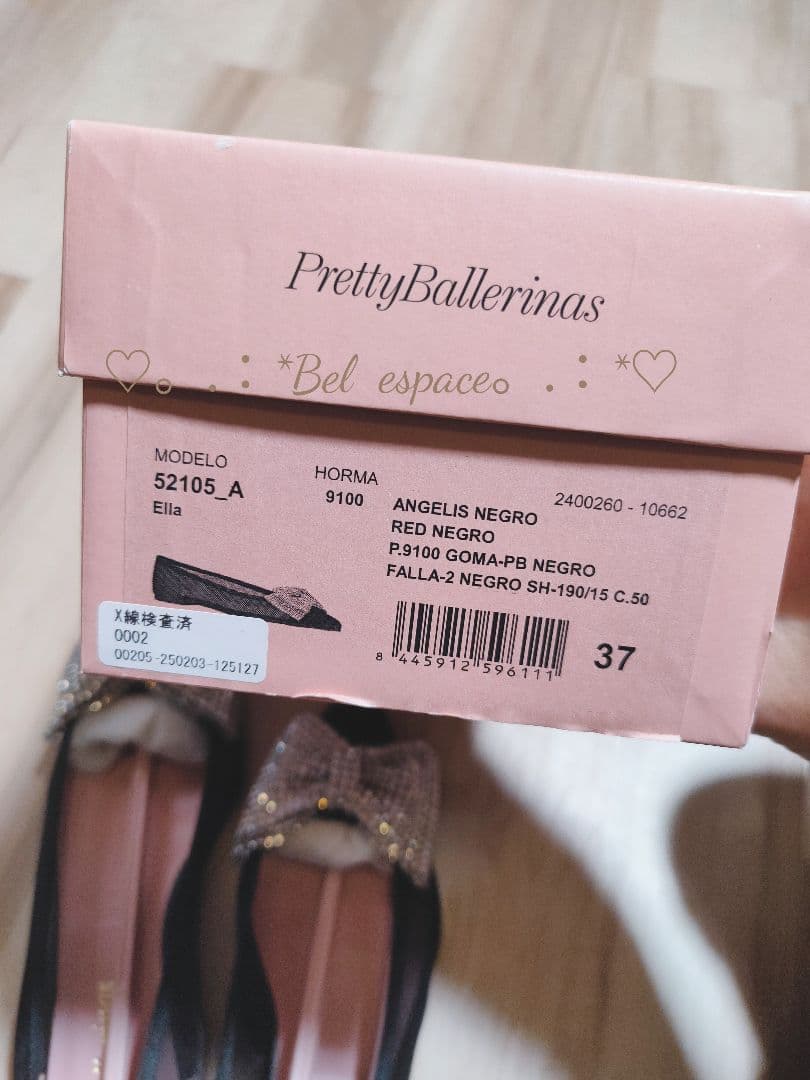 PrettyBallerinas
♡｡ . : *Bel espace｡ . : *♡
MODELO
52105_A
Ella
HORMA
9100
2400260 - 10662
ANGELIS NEGRO
RED NEGRO
P.9100 GOMA-PB NEGRO
FALLA-2 NEGRO SH-190/15 C.50
X線検査済
0002
00205-250203-125127
8 445912 596111
37